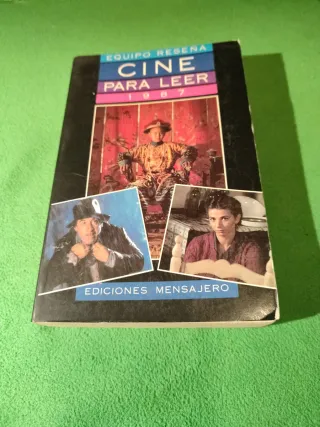 EQUIPO RESEÑA
CINE
PARA LEER
1987
EDICIONES MENSAJERO